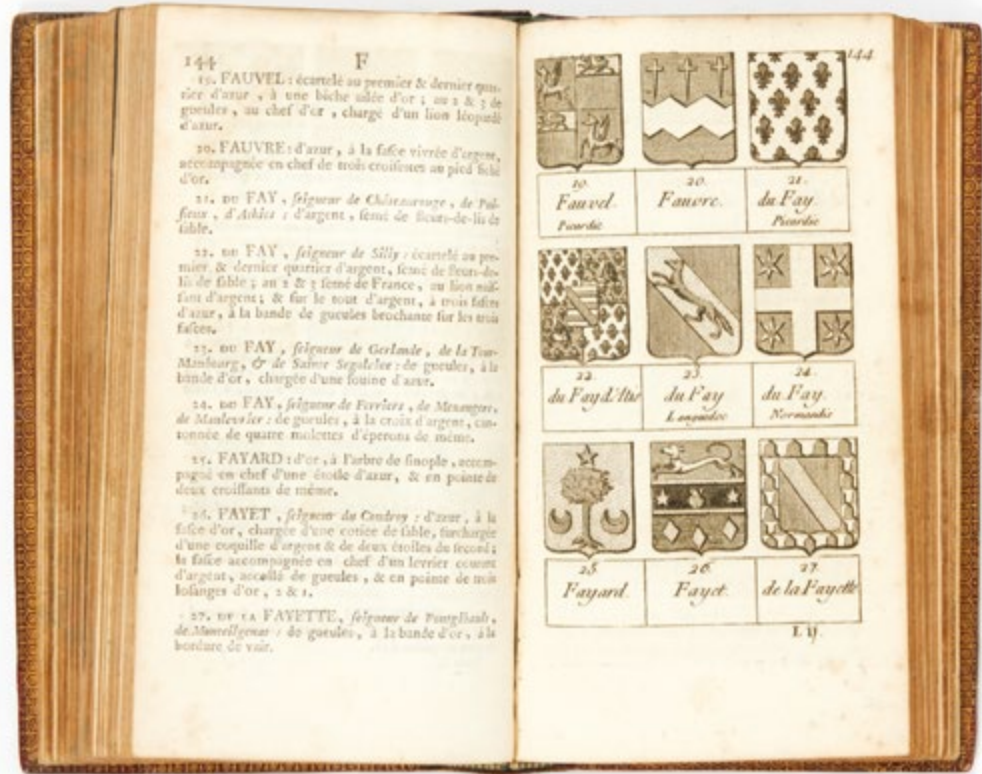 144 F
19. FAUVEL : écartelé au premier & dernier quar-
tier d'azur, à une biche ailée d'or ; au 2 & 3 de
gueules, au chef d'or, chargé d'un lion léopardé
d'azur.
20. FAUVRE : d'azur, à la fasce vivrée d'argent,
accompagnée en chef de trois croisettes au pied fiché
d'or.
21. DU FAY, seigneur de Châteaurouge, de
d'Athies : d'argent, semé de fleurs-de-lis de
sable.
22. DU FAY, seigneur de Silly : écartelé au pre-
mier & dernier quartier d'argent, semé de fleurs-de-
lis de sable ; au 2 & 3 semé de France, au lion nais-
sant d'argent ; & sur le tout d'argent, à trois fasces
d'azur, à la bande de gueules brochante sur les trois
fasces.
23. DU FAY, seigneur de Gerlande, de la Tour-
Maubourg, & de Sainte Segolene : de gueules, à la
bande d'or, chargée d'une fouine d'azur.
24. DU FAY, seigneur de Ferriere, de
de Maulevrier : de gueules, à la croix d'argent, can-
tonnée de quatre molettes d'éperons de même.
25. FAYARD : d'or, à l'arbre de sinople, accom-
pagné en chef d'une étoile d'azur, & en pointe de
deux croissants de même.
26. FAYET, seigneur du Coudray : d'azur, à la
fasce d'or, chargée d'une cotice de sable, surchargée
d'une coquille d'argent & de deux étoiles du second ;
la fasce accompagnée en chef d'un levrier courant
d'argent, accollé de gueules, & en pointe de trois
losanges d'or, 2 & 1.
27. DE LA FAYETTE, seigneur de
de : de gueules, à la bande d'or, à la
bordure de vair.
144
19. 20. 21.
Fauvel. Fauvre. du Fay.
Picardie Picardie
22. 23. 24.
du Fay d'Atis du Fay du Fay.
Languedoc Normandie
25. 26. 27.
Fayard. Fayet. de la Fayette
L ij.